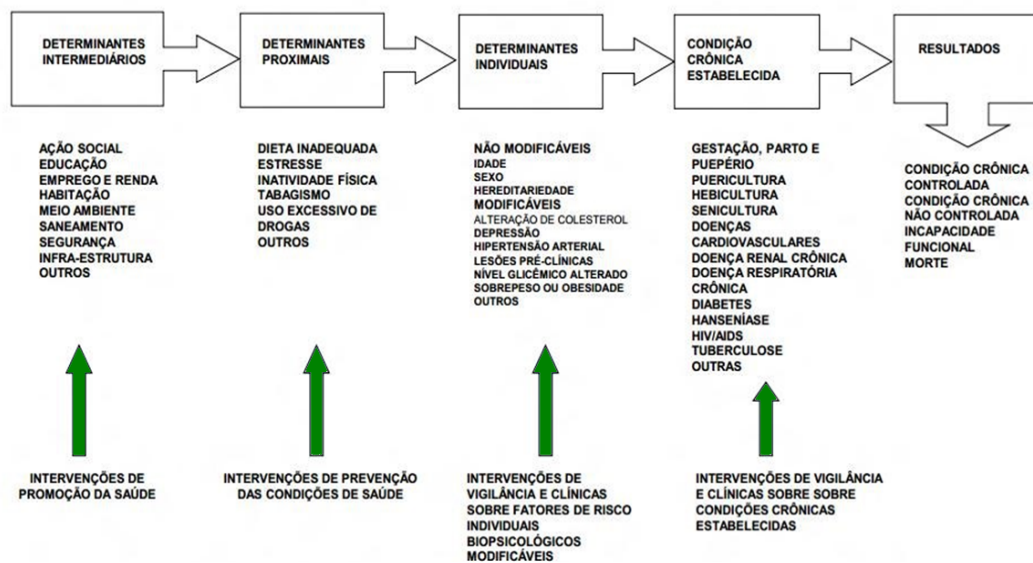 DETERMINANTES
INTERMEDIÁRIOS
DETERMINANTES
PROXIMAIS
DETERMINANTES
INDIVIDUAIS
CONDIÇÃO
CRÔNICA
ESTABELECIDA
RESULTADOS
AÇÃO SOCIAL
EDUCAÇÃO
EMPREGO E RENDA
HABITAÇÃO
MEIO AMBIENTE
SANEAMENTO
SEGURANÇA
INFRA-ESTRUTURA
OUTROS
DIETA INADEQUADA
ESTRESSE
INATIVIDADE FÍSICA
TABAGISMO
USO EXCESSIVO DE
DROGAS
OUTROS
NÃO MODIFICÁVEIS
IDADE
SEXO
HEREDITARIEDADE
MODIFICÁVEIS
ALTERAÇÃO DE COLESTEROL
DEPRESSÃO
HIPERTENSÃO ARTERIAL
LESÕES PRÉ-CLÍNICAS
NÍVEL GLICÊMICO ALTERADO
SOBREPESO OU OBESIDADE
OUTROS
GESTAÇÃO, PARTO E
PUEPÉRIO
PUERICULTURA
HEBICULTURA
SENICULTURA
DOENÇAS
CARDIOVASCULARES
DOENÇA RENAL CRÔNICA
DOENÇA RESPIRATÓRIA
CRÔNICA
DIABETES
HANSENÍASE
HIV/AIDS
TUBERCULOSE
OUTRAS
CONDIÇÃO CRÔNICA
CONTROLADA
CONDIÇÃO CRÔNICA
NÃO CONTROLADA
INCAPACIDADE
FUNCIONAL
MORTE
INTERVENÇÕES DE
PROMOÇÃO DA SAÚDE
INTERVENÇÕES DE PREVENÇÃO
DAS CONDIÇÕES DE SAÚDE
INTERVENÇÕES DE
VIGILÂNCIA E CLÍNICAS
SOBRE FATORES DE RISCO
INDIVIDUAIS
BIOPSICOLÓGICOS
MODIFICÁVEIS
INTERVENÇÕES DE VIGILÂNCIA
E CLÍNICAS SOBRE SOBRE
CONDIÇÕES CRÔNICAS
ESTABELECIDAS